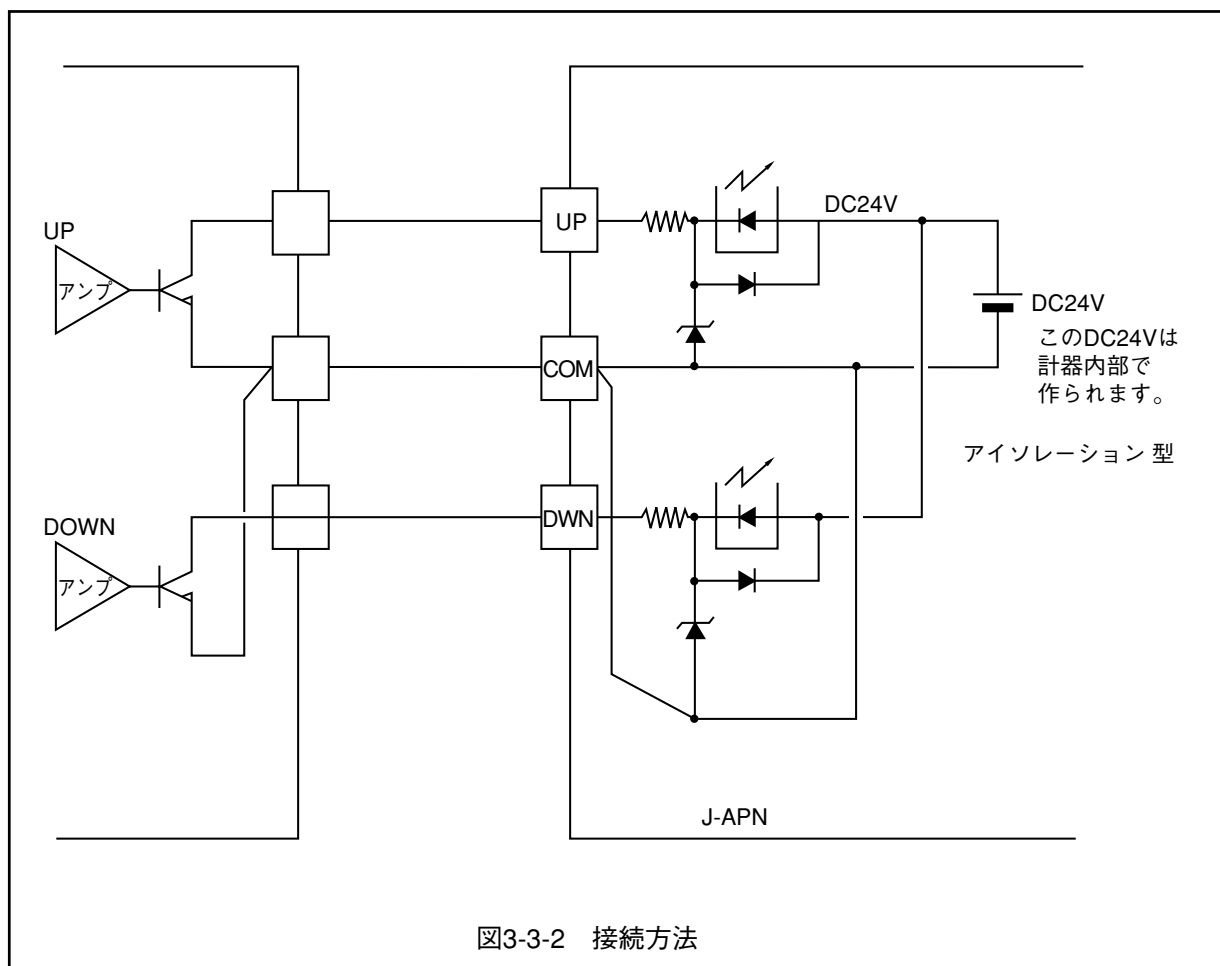 UP
アンプ
UP
DC24V
DC24V
このDC24Vは
計器内部で
作られます。
COM
アイソレーション 型
DOWN
アンプ
DWN
J-APN
図3-3-2 接続方法